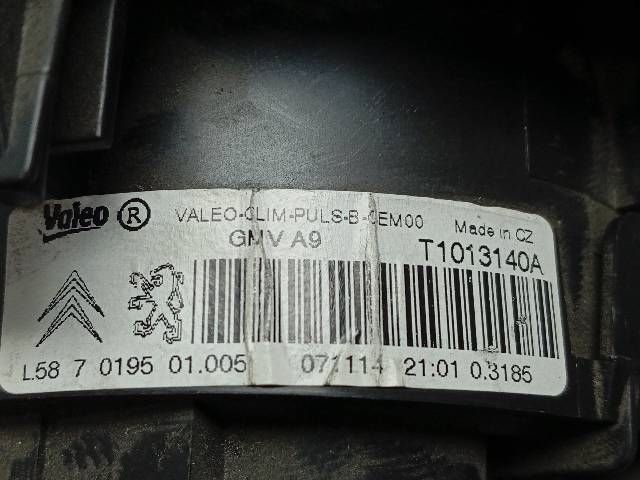 Valeo ® VALEO-CLIM-PULS-B-CEM00 Made in CZ
GMV A9 T1013140A
L58 7 0195 01.005 071114 21:01 0.3185